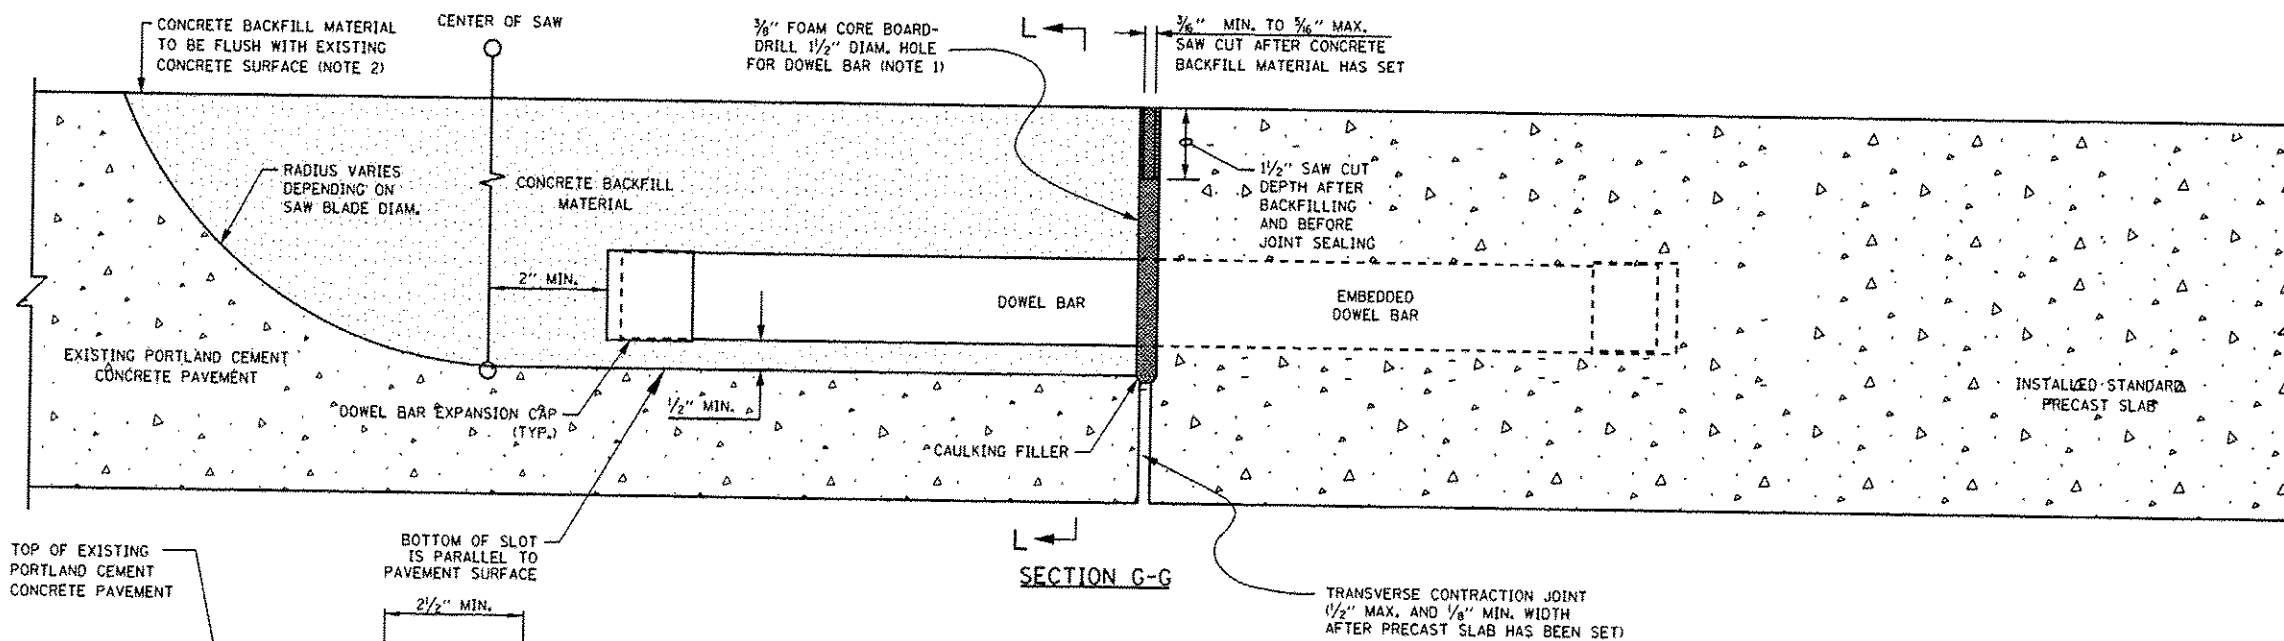 CONCRETE BACKFILL MATERIAL
TO BE FLUSH WITH EXISTING
CONCRETE SURFACE (NOTE 2)
CENTER OF SAW
3/8" FOAM CORE BOARD-
DRILL 1 1/2" DIAM. HOLE
FOR DOWEL BAR (NOTE 1)
L
3/16" MIN. TO 5/16" MAX.
SAW CUT AFTER CONCRETE
BACKFILL MATERIAL HAS SET
RADIUS VARIES
DEPENDING ON
SAW BLADE DIAM.
CONCRETE BACKFILL
MATERIAL
1 1/2" SAW CUT
DEPTH AFTER
BACKFILLING
AND BEFORE
JOINT SEALING
2" MIN.
DOWEL BAR
EMBEDDED
DOWEL BAR
EXISTING PORTLAND CEMENT
CONCRETE PAVEMENT
DOWEL BAR EXPANSION CAP
(TYP.)
1/2" MIN.
CAULKING FILLER
INSTALLED STANDARD
PRECAST SLAB
BOTTOM OF SLOT
IS PARALLEL TO
PAVEMENT SURFACE
L
SECTION G-G
TOP OF EXISTING
PORTLAND CEMENT
CONCRETE PAVEMENT
2 1/2" MIN.
TRANSVERSE CONTRACTION JOINT
(1/2" MAX. AND 1/8" MIN. WIDTH
AFTER PRECAST SLAB HAS BEEN SET)